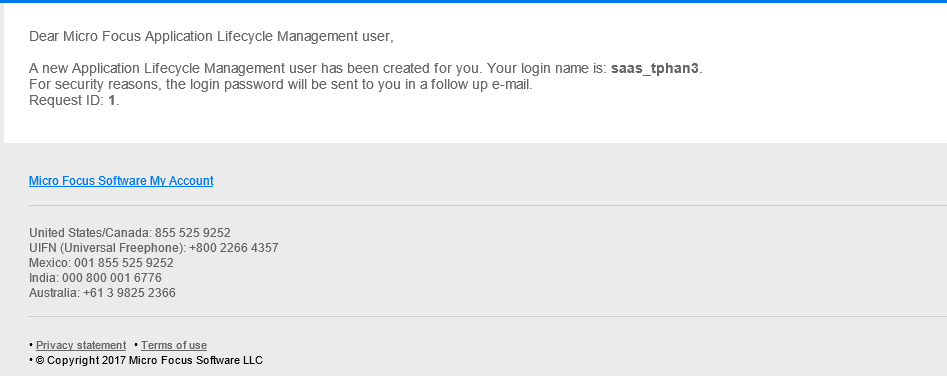 Dear Micro Focus Application Lifecycle Management user,
A new Application Lifecycle Management user has been created for you. Your login name is: saas_tphan3.
For security reasons, the login password will be sent to you in a follow up e-mail.
Request ID: 1.
Micro Focus Software My Account
United States/Canada: 855 525 9252
UIFN (Universal Freephone): +800 2266 4357
Mexico: 001 855 525 9252
India: 000 800 001 6776
Australia: +61 3 9825 2366
• Privacy statement • Terms of use
• © Copyright 2017 Micro Focus Software LLC